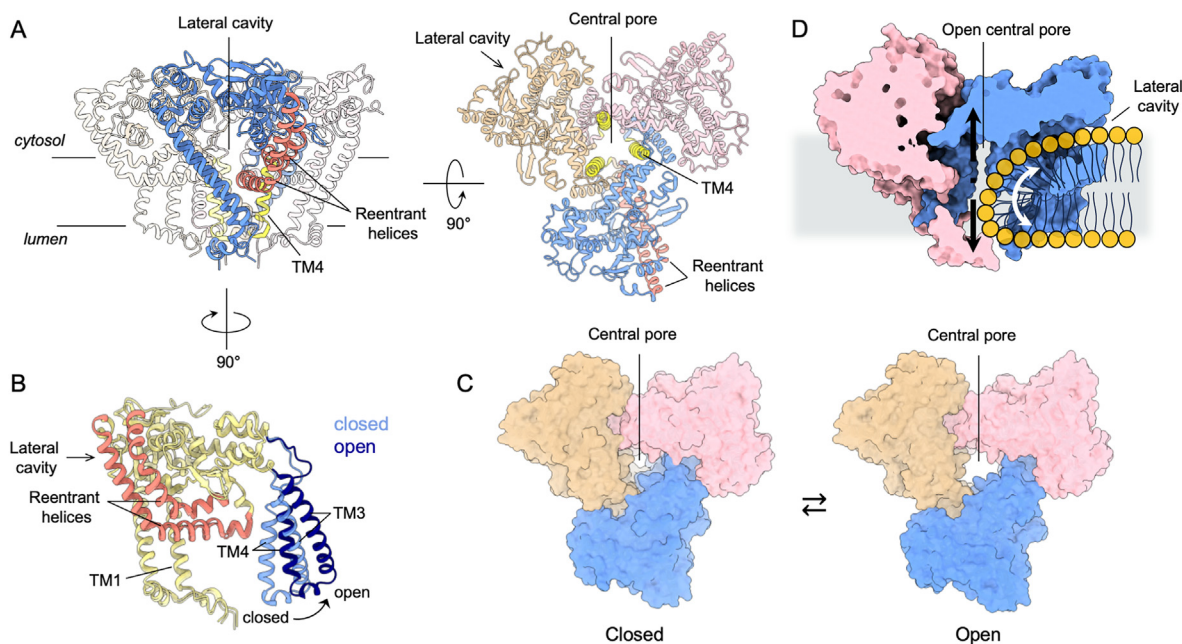 A
Lateral cavity
cytosol
lumen
Reentrant
helices
TM4
90°
90°
Central pore
Lateral cavity
TM4
Reentrant
helices
D
Open central pore
Lateral
cavity
B
closed
open
Lateral
cavity
Reentrant
helices
TM3
TM4
TM1
closed
open
C
Central pore
Closed
Central pore
Open